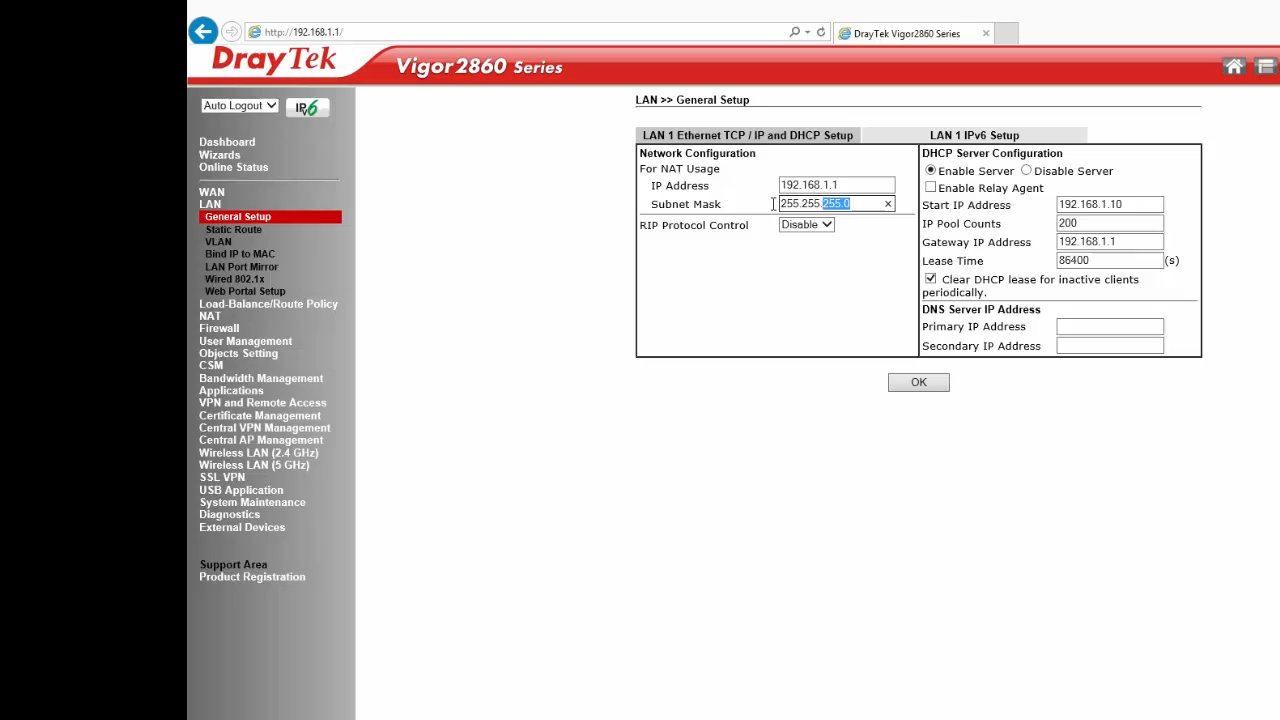 http://192.168.1.1/
DrayTek Vigor2860 Series
DrayTek
Vigor2860 Series
Auto Logout
IPv6
Dashboard
Wizards
Online Status
WAN
LAN
General Setup
Static Route
VLAN
Bind IP to MAC
LAN Port Mirror
Wired 802.1x
Web Portal Setup
Load-Balance/Route Policy
NAT
Firewall
User Management
Objects Setting
CSM
Bandwidth Management
Applications
VPN and Remote Access
Certificate Management
Central VPN Management
Central AP Management
Wireless LAN (2.4 GHz)
Wireless LAN (5 GHz)
SSL VPN
USB Application
System Maintenance
Diagnostics
External Devices
Support Area
Product Registration
LAN >> General Setup
LAN 1 Ethernet TCP / IP and DHCP Setup
LAN 1 IPv6 Setup
Network Configuration
For NAT Usage
IP Address 192.168.1.1
Subnet Mask 255.255.255.0
RIP Protocol Control Disable
DHCP Server Configuration
Enable Server Disable Server
Enable Relay Agent
Start IP Address 192.168.1.10
IP Pool Counts 200
Gateway IP Address 192.168.1.1
Lease Time 86400 (s)
Clear DHCP lease for inactive clients
periodically.
DNS Server IP Address
Primary IP Address
Secondary IP Address
OK